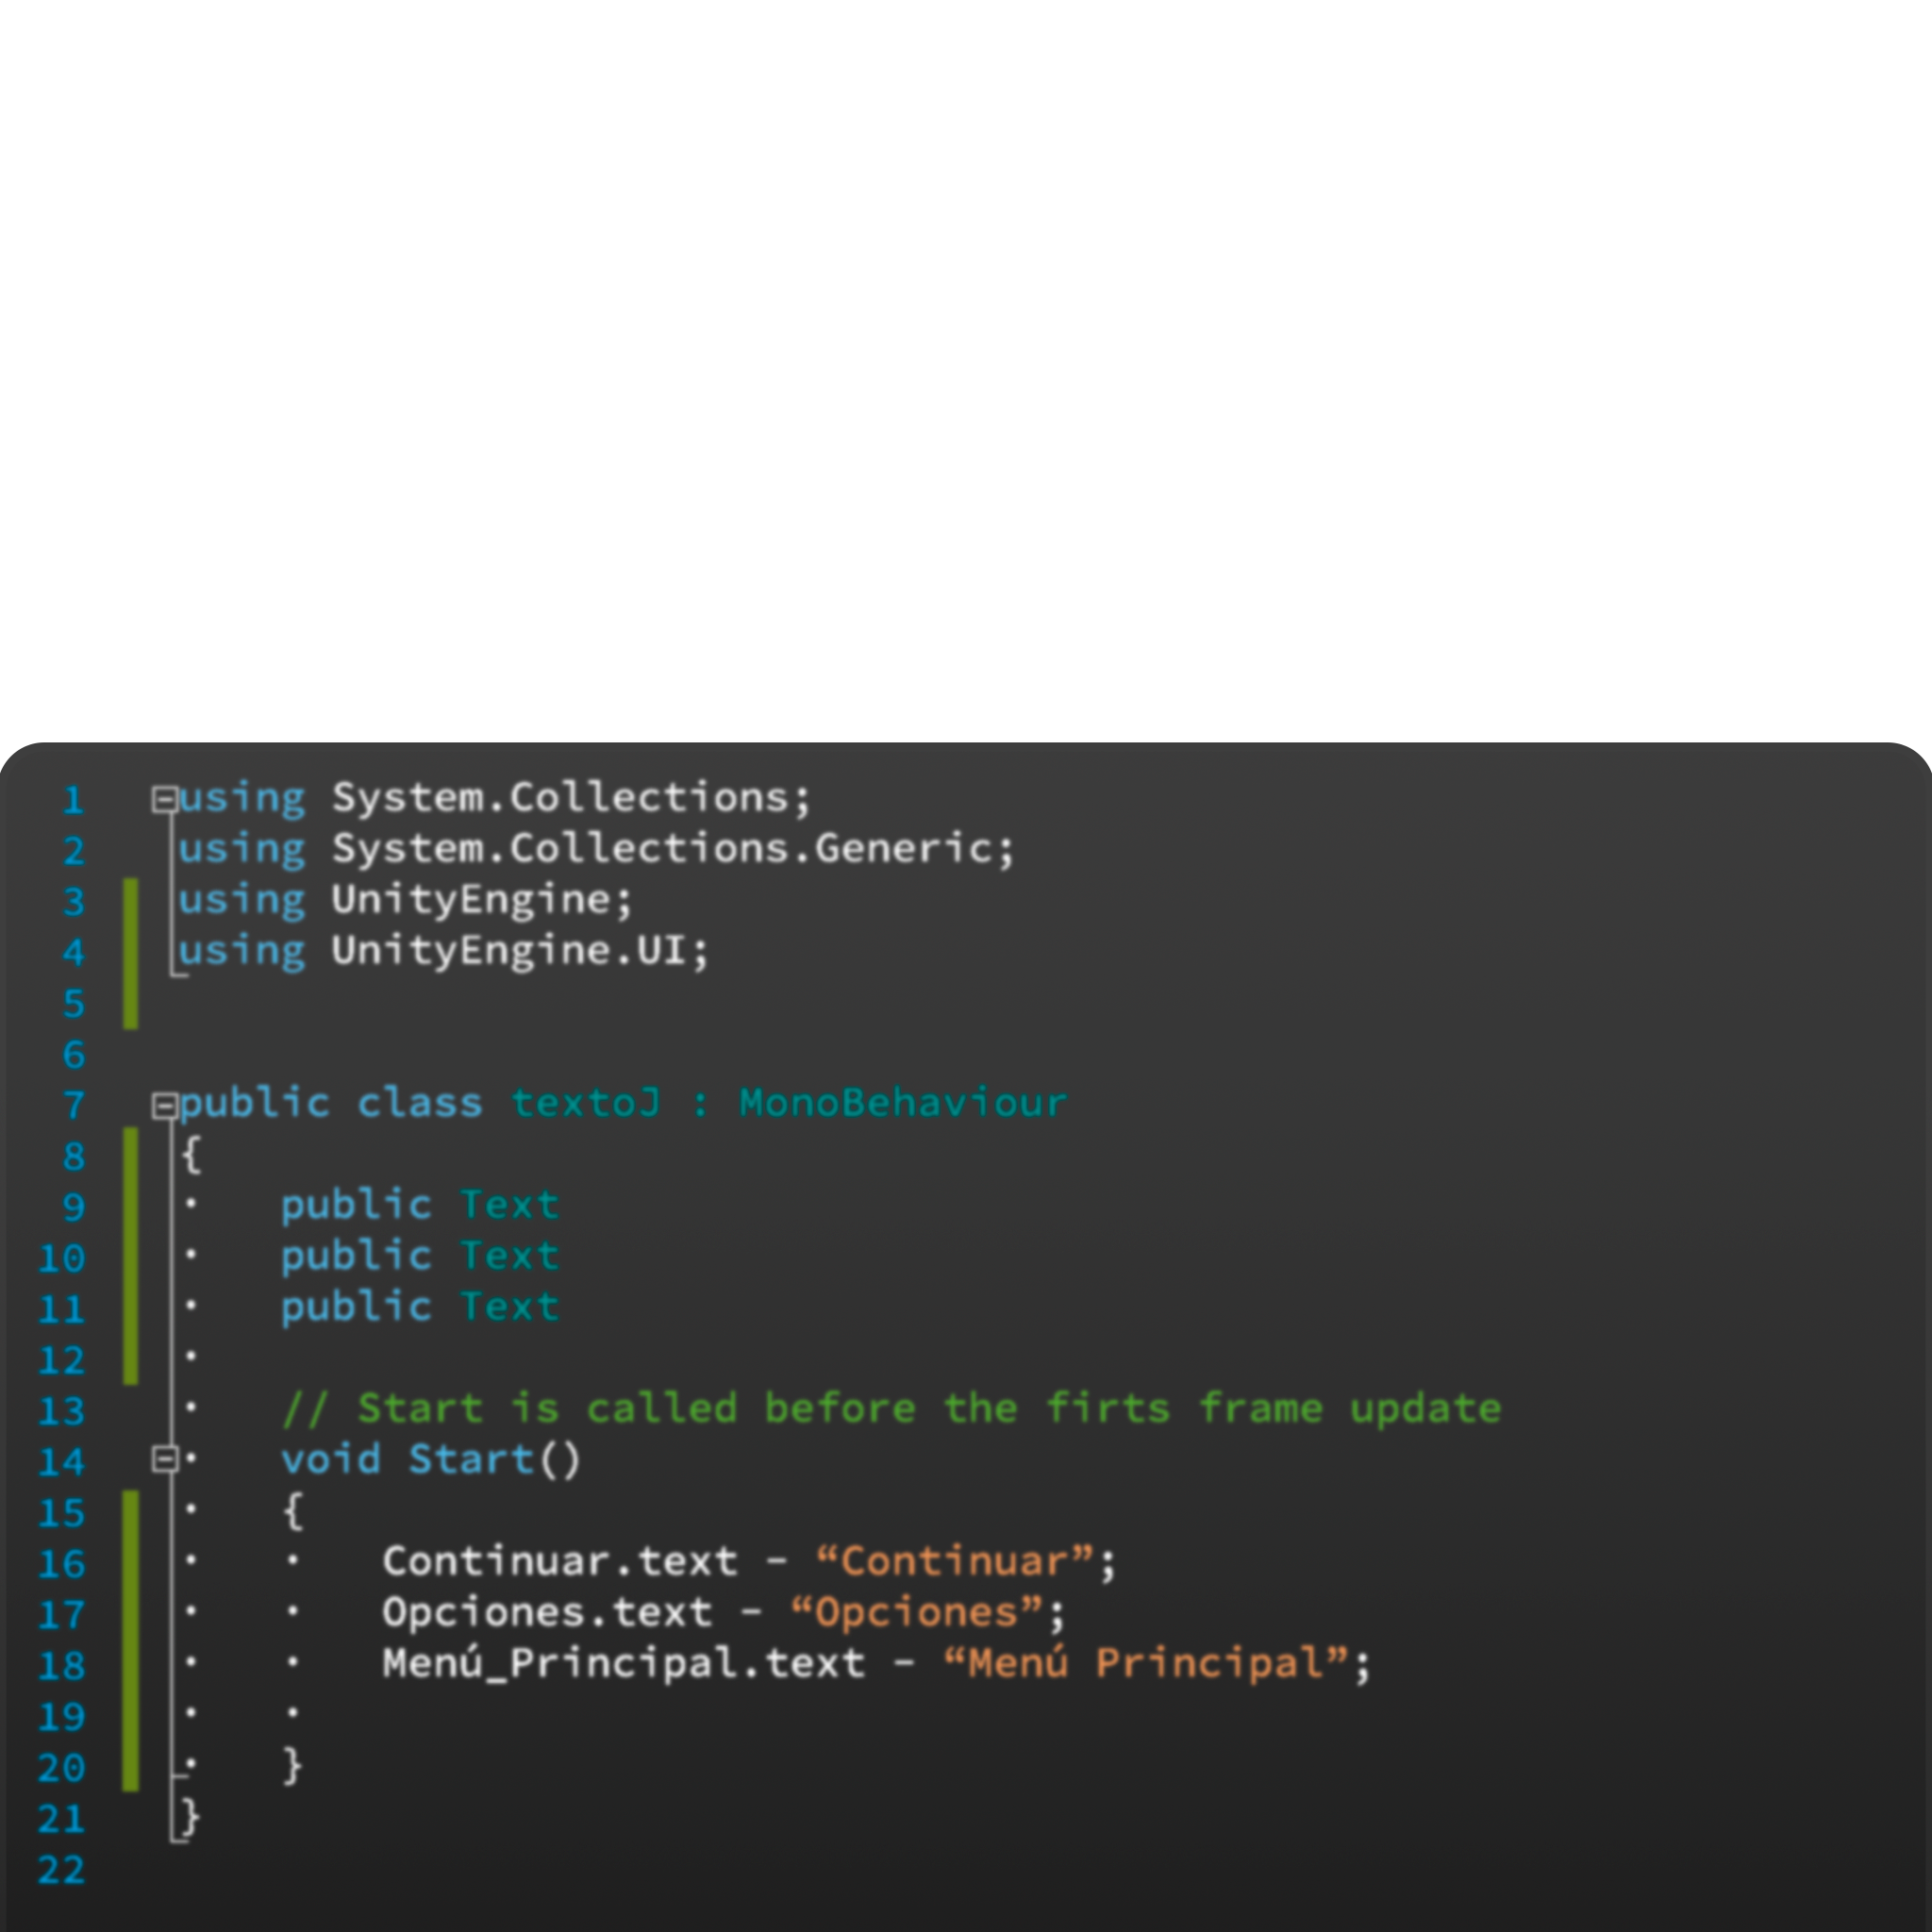 1 using System.Collections;
2 using System.Collections.Generic;
3 using UnityEngine;
4 using UnityEngine.UI;
5
6
7 public class textoJ : MonoBehaviour
8 {
9 public Text
10 public Text
11 public Text
12
13 // Start is called before the firts frame update
14 void Start()
15 {
16 Continuar.text – “Continuar”;
17 Opciones.text – “Opciones”;
18 Menú_Principal.text – “Menú Principal”;
19
20 }
21 }
22